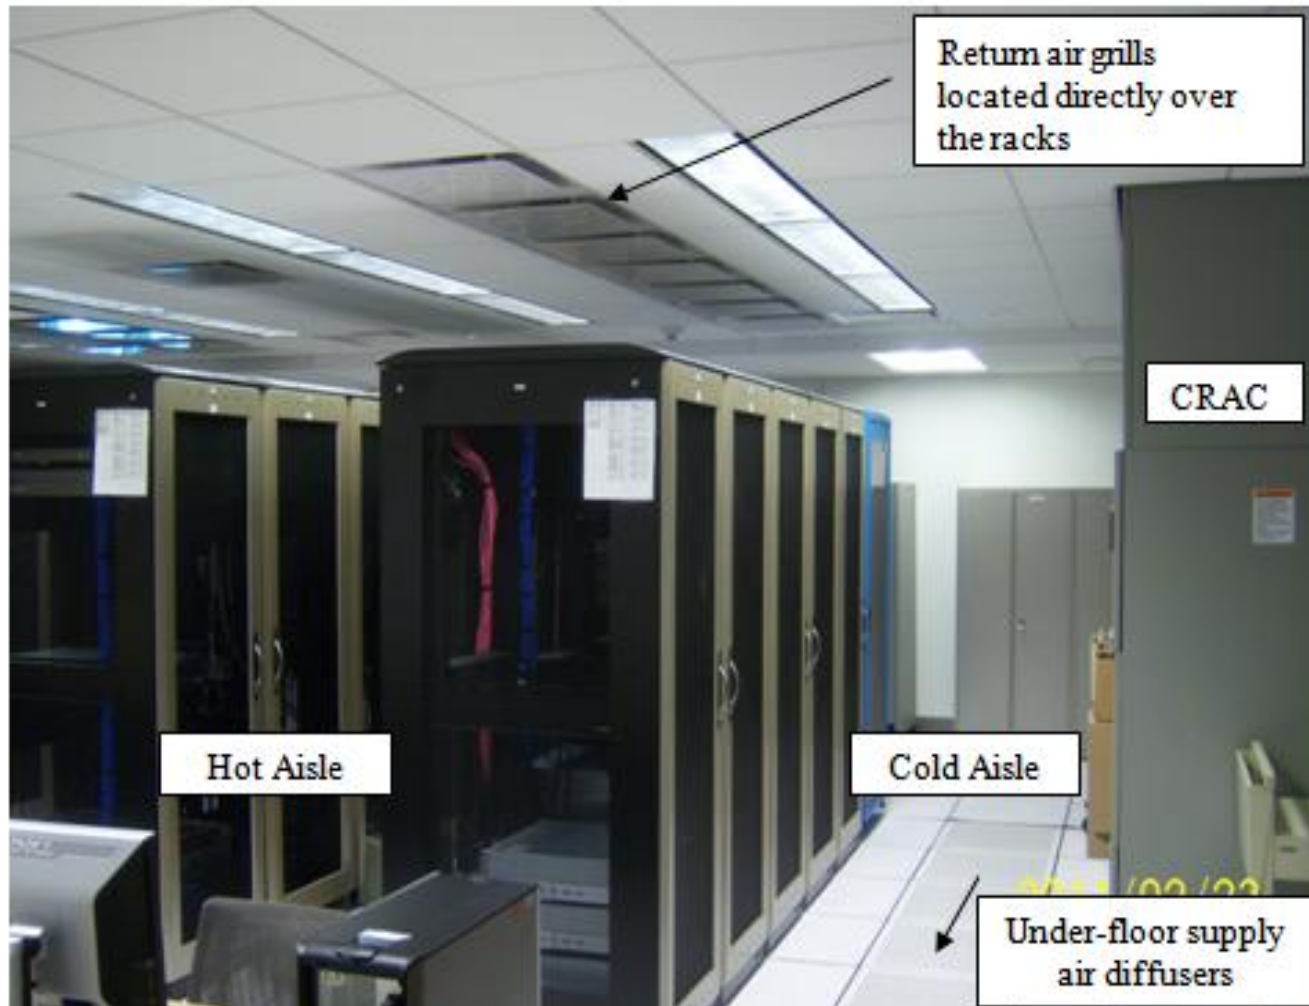 Return air grills
located directly over
the racks
CRAC
Hot Aisle
Cold Aisle
Under-floor supply
air diffusers